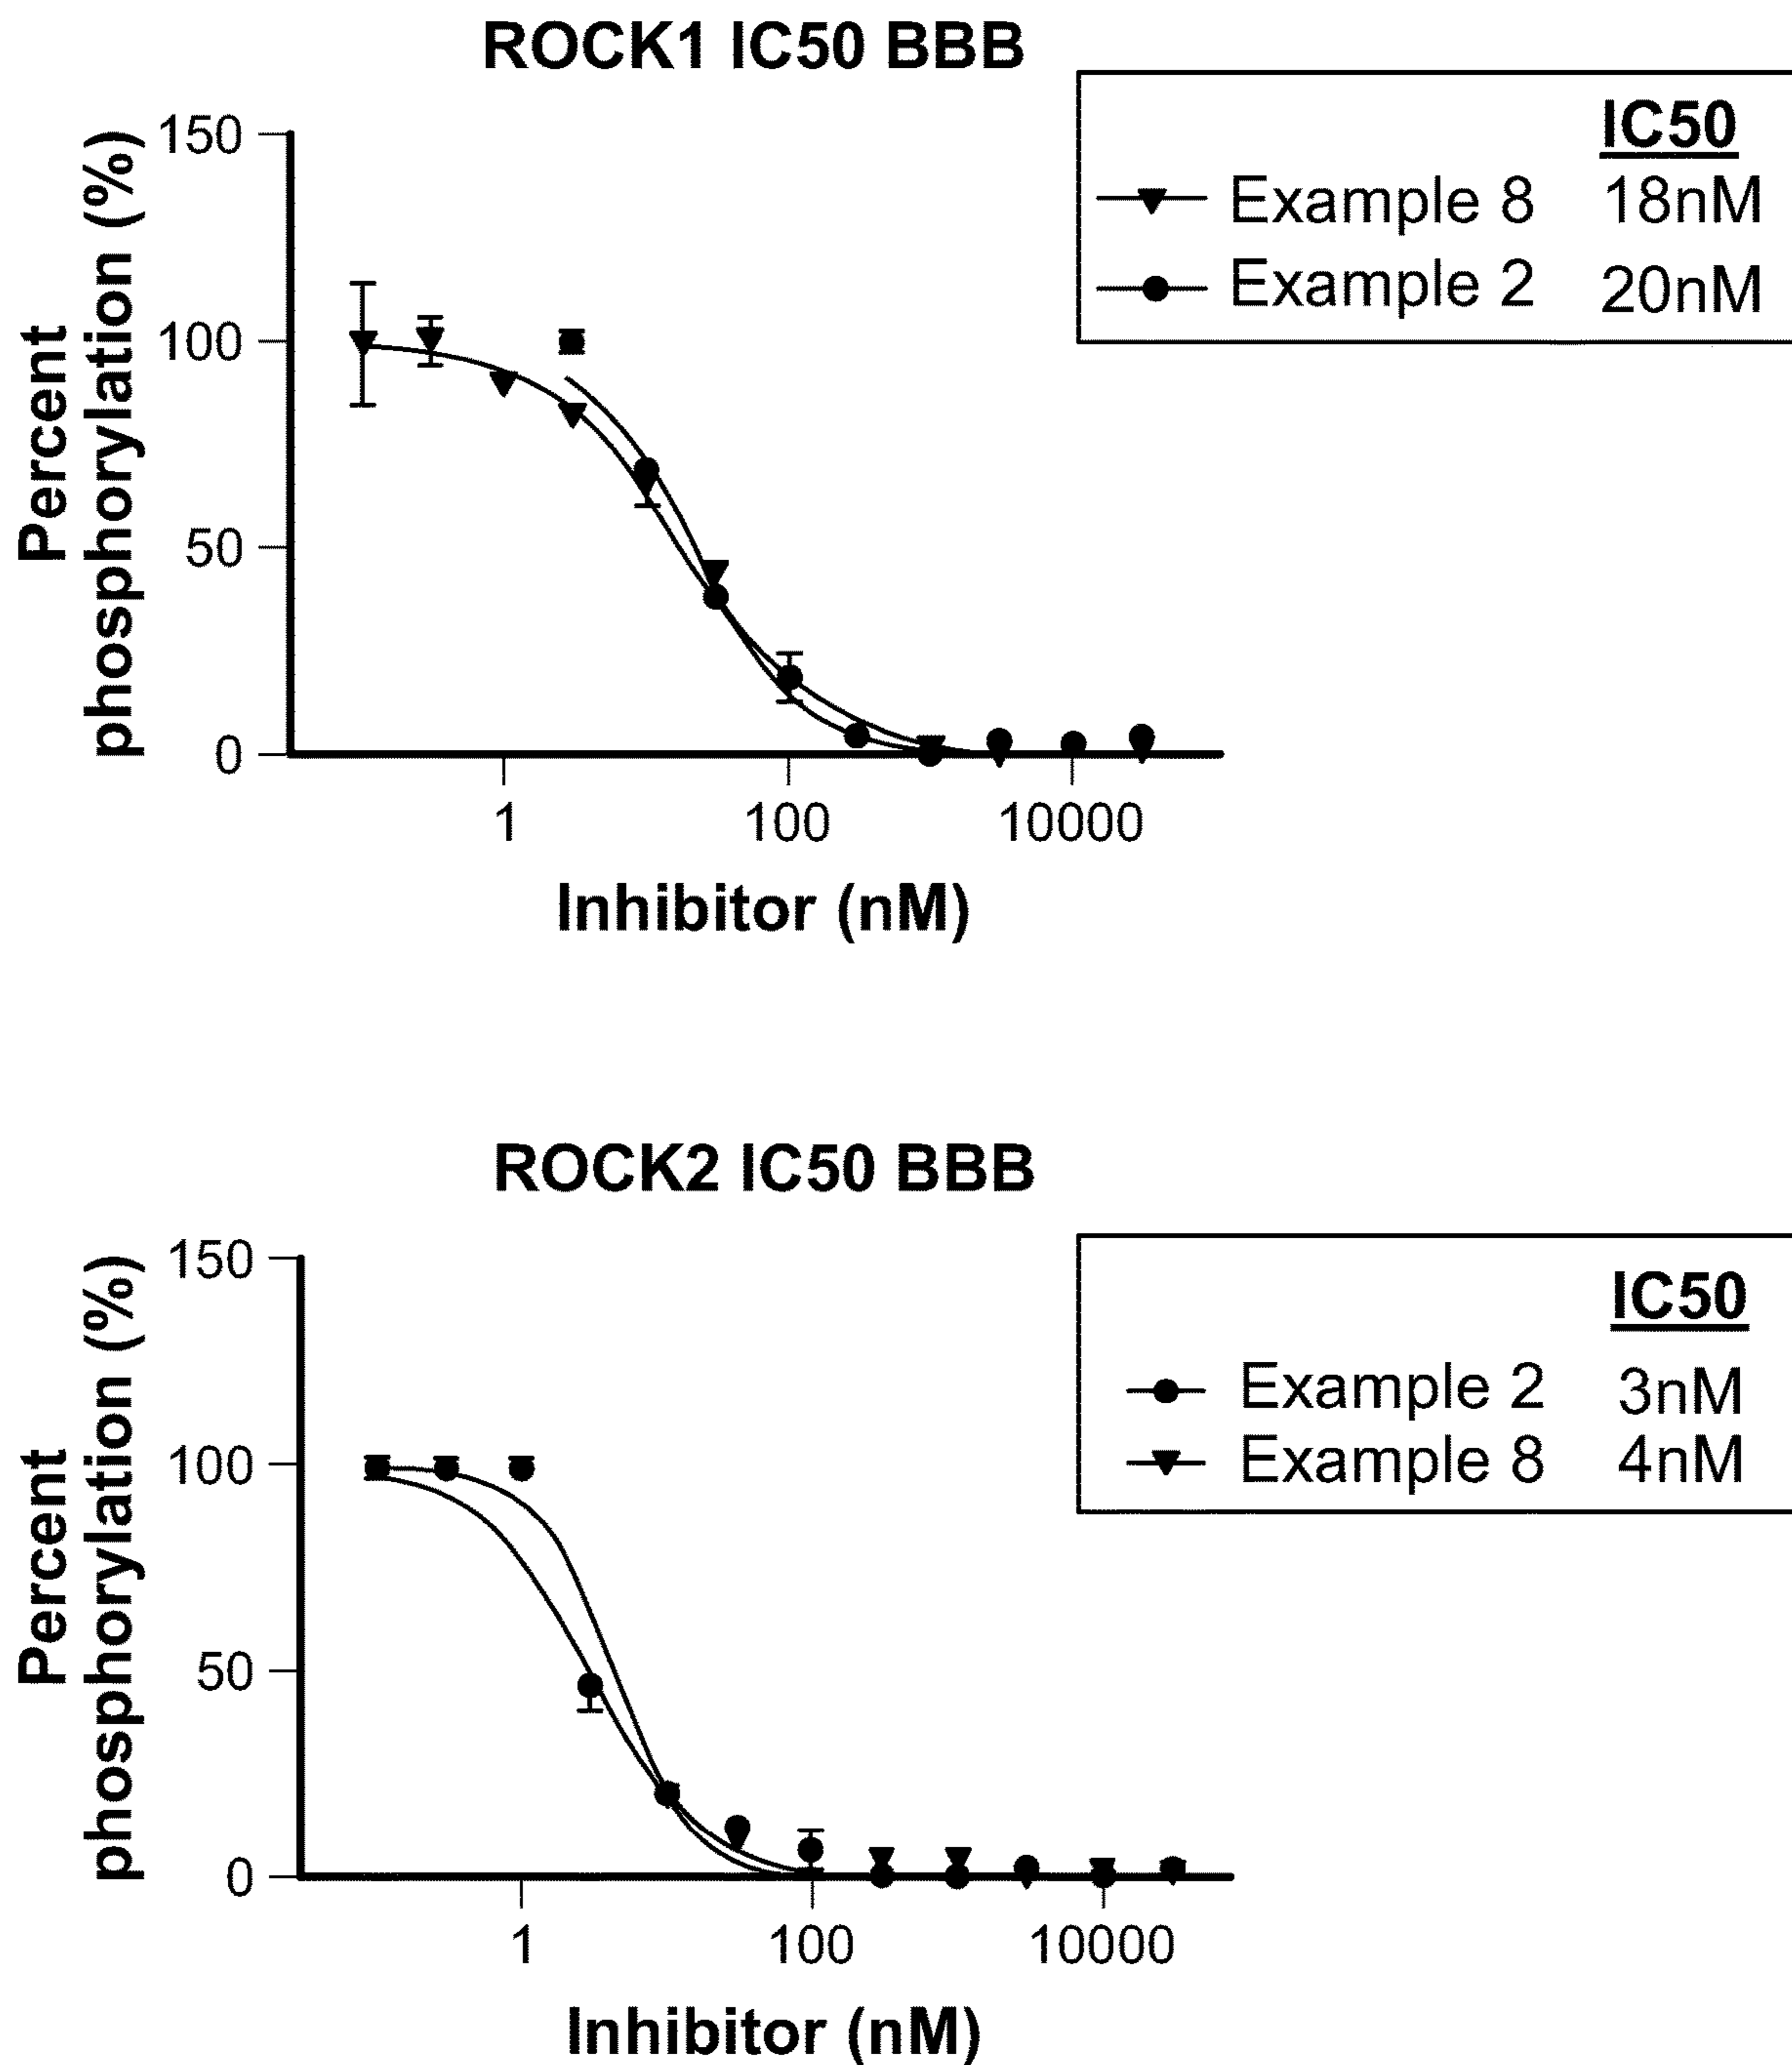 ROCK1 IC50 BBB
IC50
Example 8 18nM
Example 2 20nM
Percent
phosphorylation (%)
150
100
50
0
1 100 10000
Inhibitor (nM)
ROCK2 IC50 BBB
IC50
Example 2 3nM
Example 8 4nM
Percent
phosphorylation (%)
150
100
50
0
1 100 10000
Inhibitor (nM)